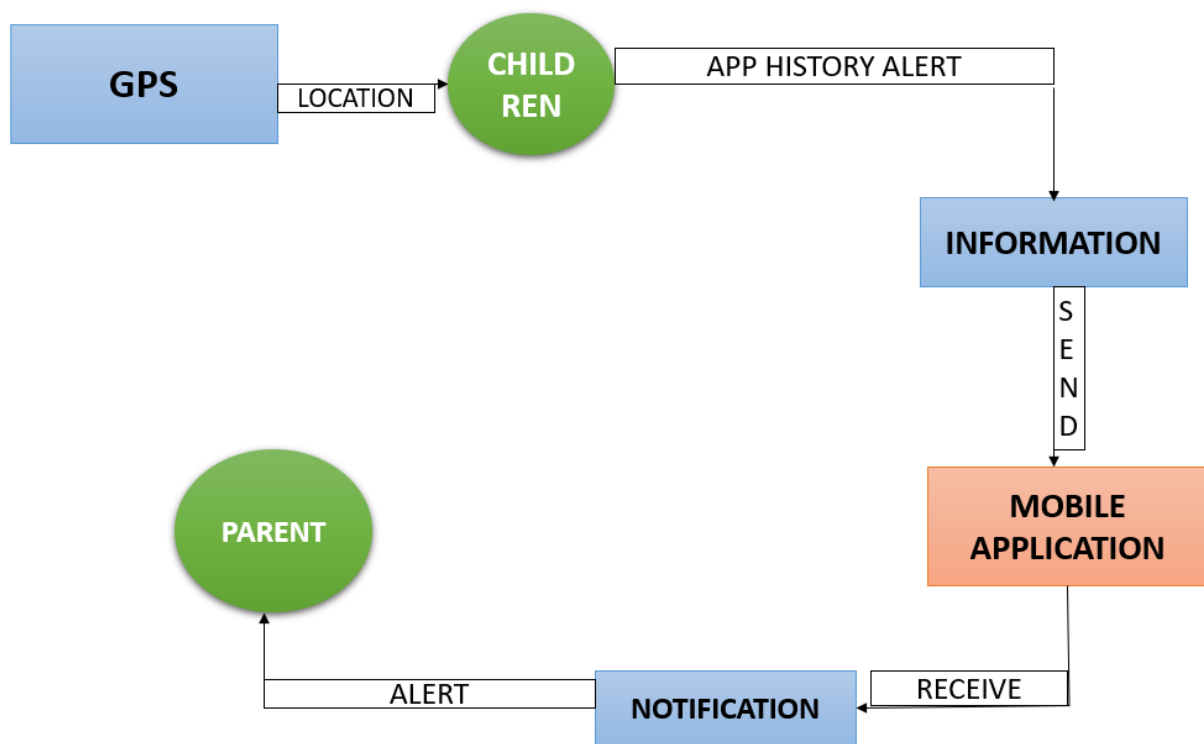 GPS
LOCATION
CHILD
REN
APP HISTORY ALERT
INFORMATION
S
E
N
D
MOBILE
APPLICATION
PARENT
ALERT
NOTIFICATION
RECEIVE